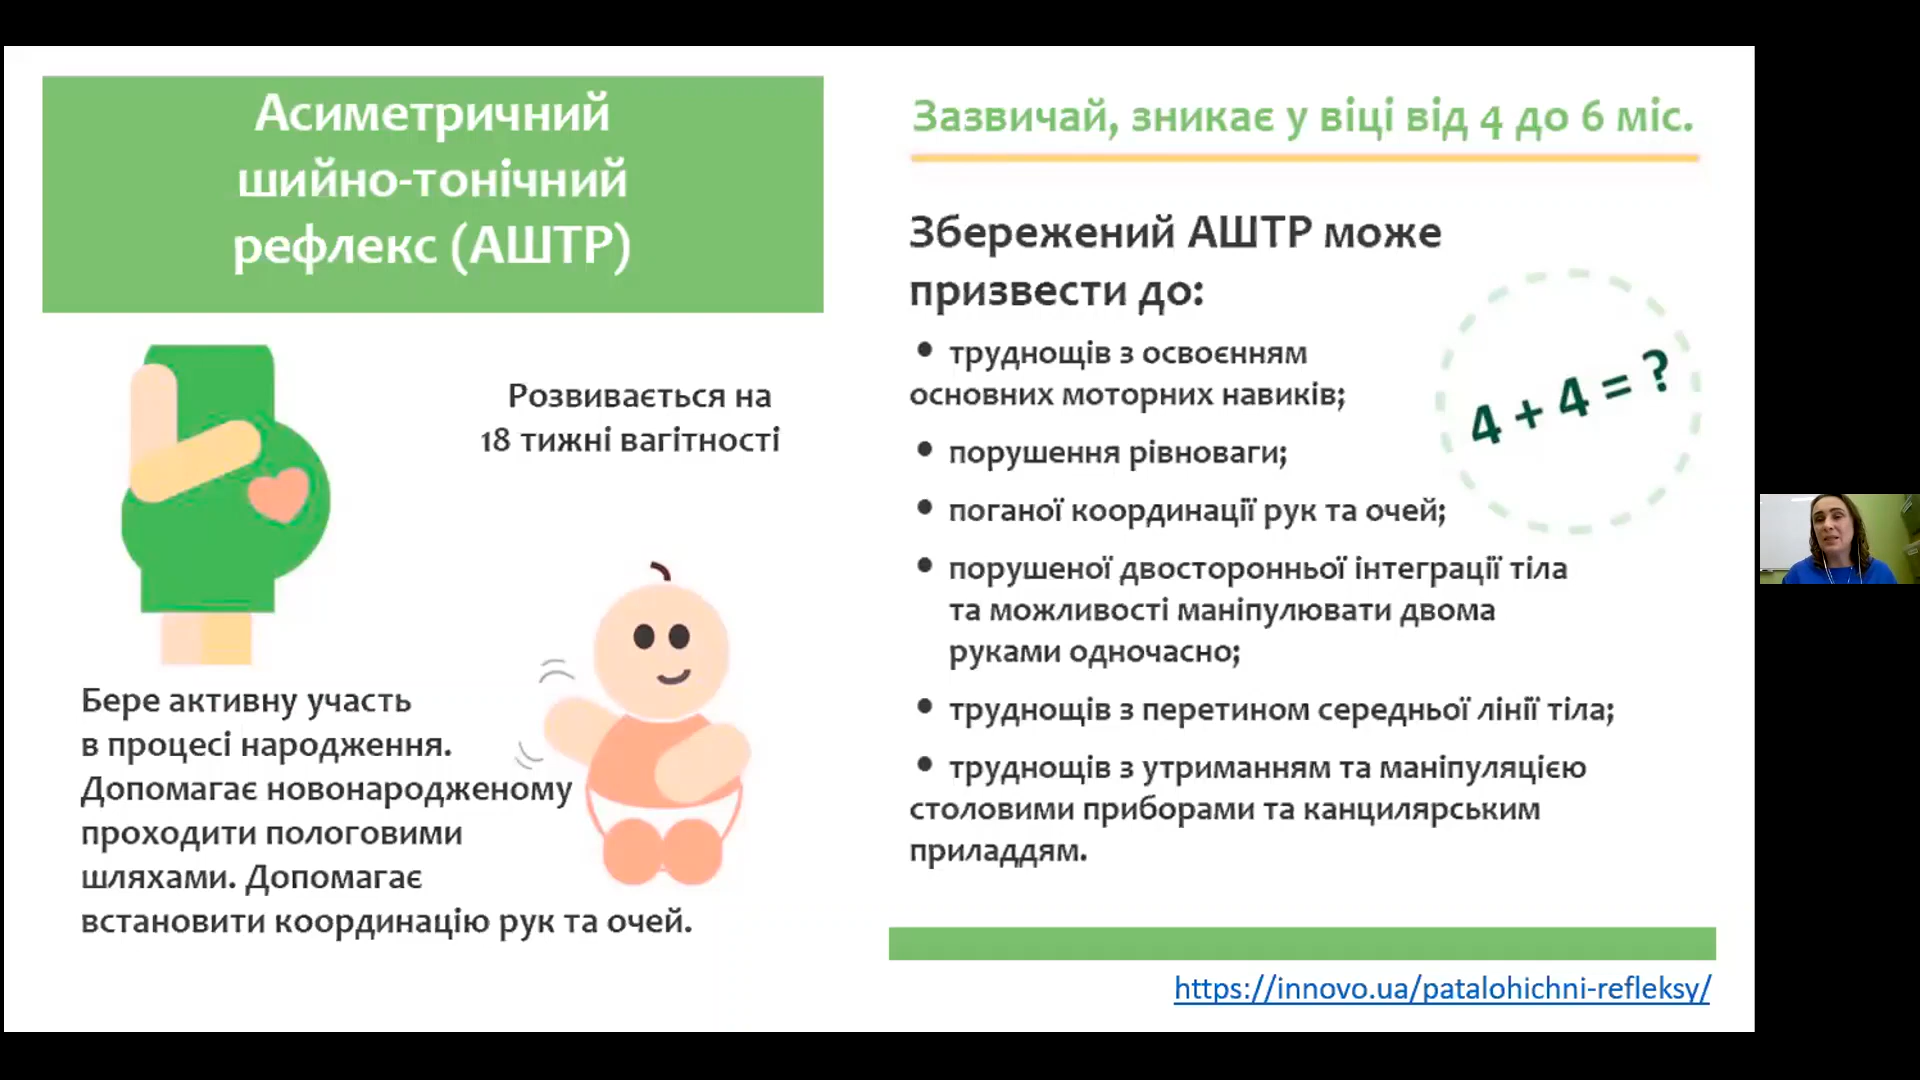 Асиметричний
шийно-тонічний
рефлекс (АШТР)
Розвивається на
18 тижні вагітності
Бере активну участь
в процесі народження.
Допомагає новонародженому
проходити пологовими
шляхами. Допомагає
встановити координацію рук та очей.
Зазвичай, зникає у віці від 4 до 6 міс.
Збережений АШТР може
призвести до:
• труднощів з освоєнням
основних моторних навиків;
• порушення рівноваги;
• поганої координації рук та очей;
• порушеної двосторонньої інтеграції тіла
та можливості маніпулювати двома
руками одночасно;
• труднощів з перетином середньої лінії тіла;
• труднощів з утриманням та маніпуляцією
столовими приборами та канцилярським
приладдям.
4 + 4 = ?
https://innovo.ua/patalohichni-refleksy/